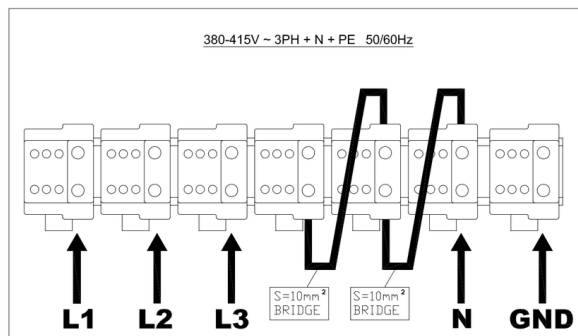 380-415V ~ 3PH + N + PE 50/60Hz
S=10mm²
BRIDGE
S=10mm²
BRIDGE
L1 L2 L3 N GND